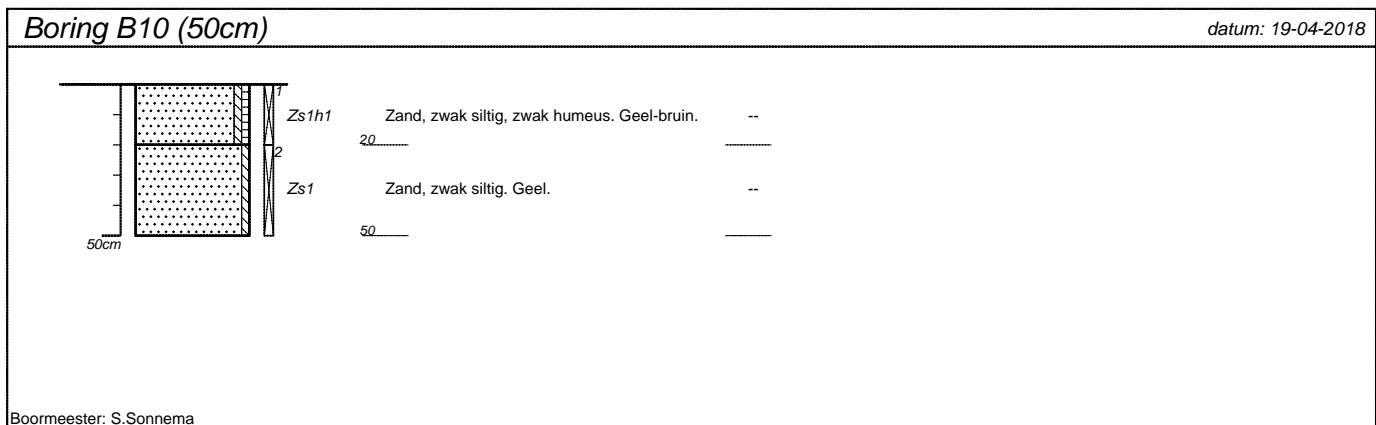 Boring B10 (50cm) datum: 19-04-2018
1
Zs1h1 Zand, zwak siltig, zwak humeus. Geel-bruin. --
20
2
Zs1 Zand, zwak siltig. Geel. --
50
50cm
Boormeester: S.Sonnema